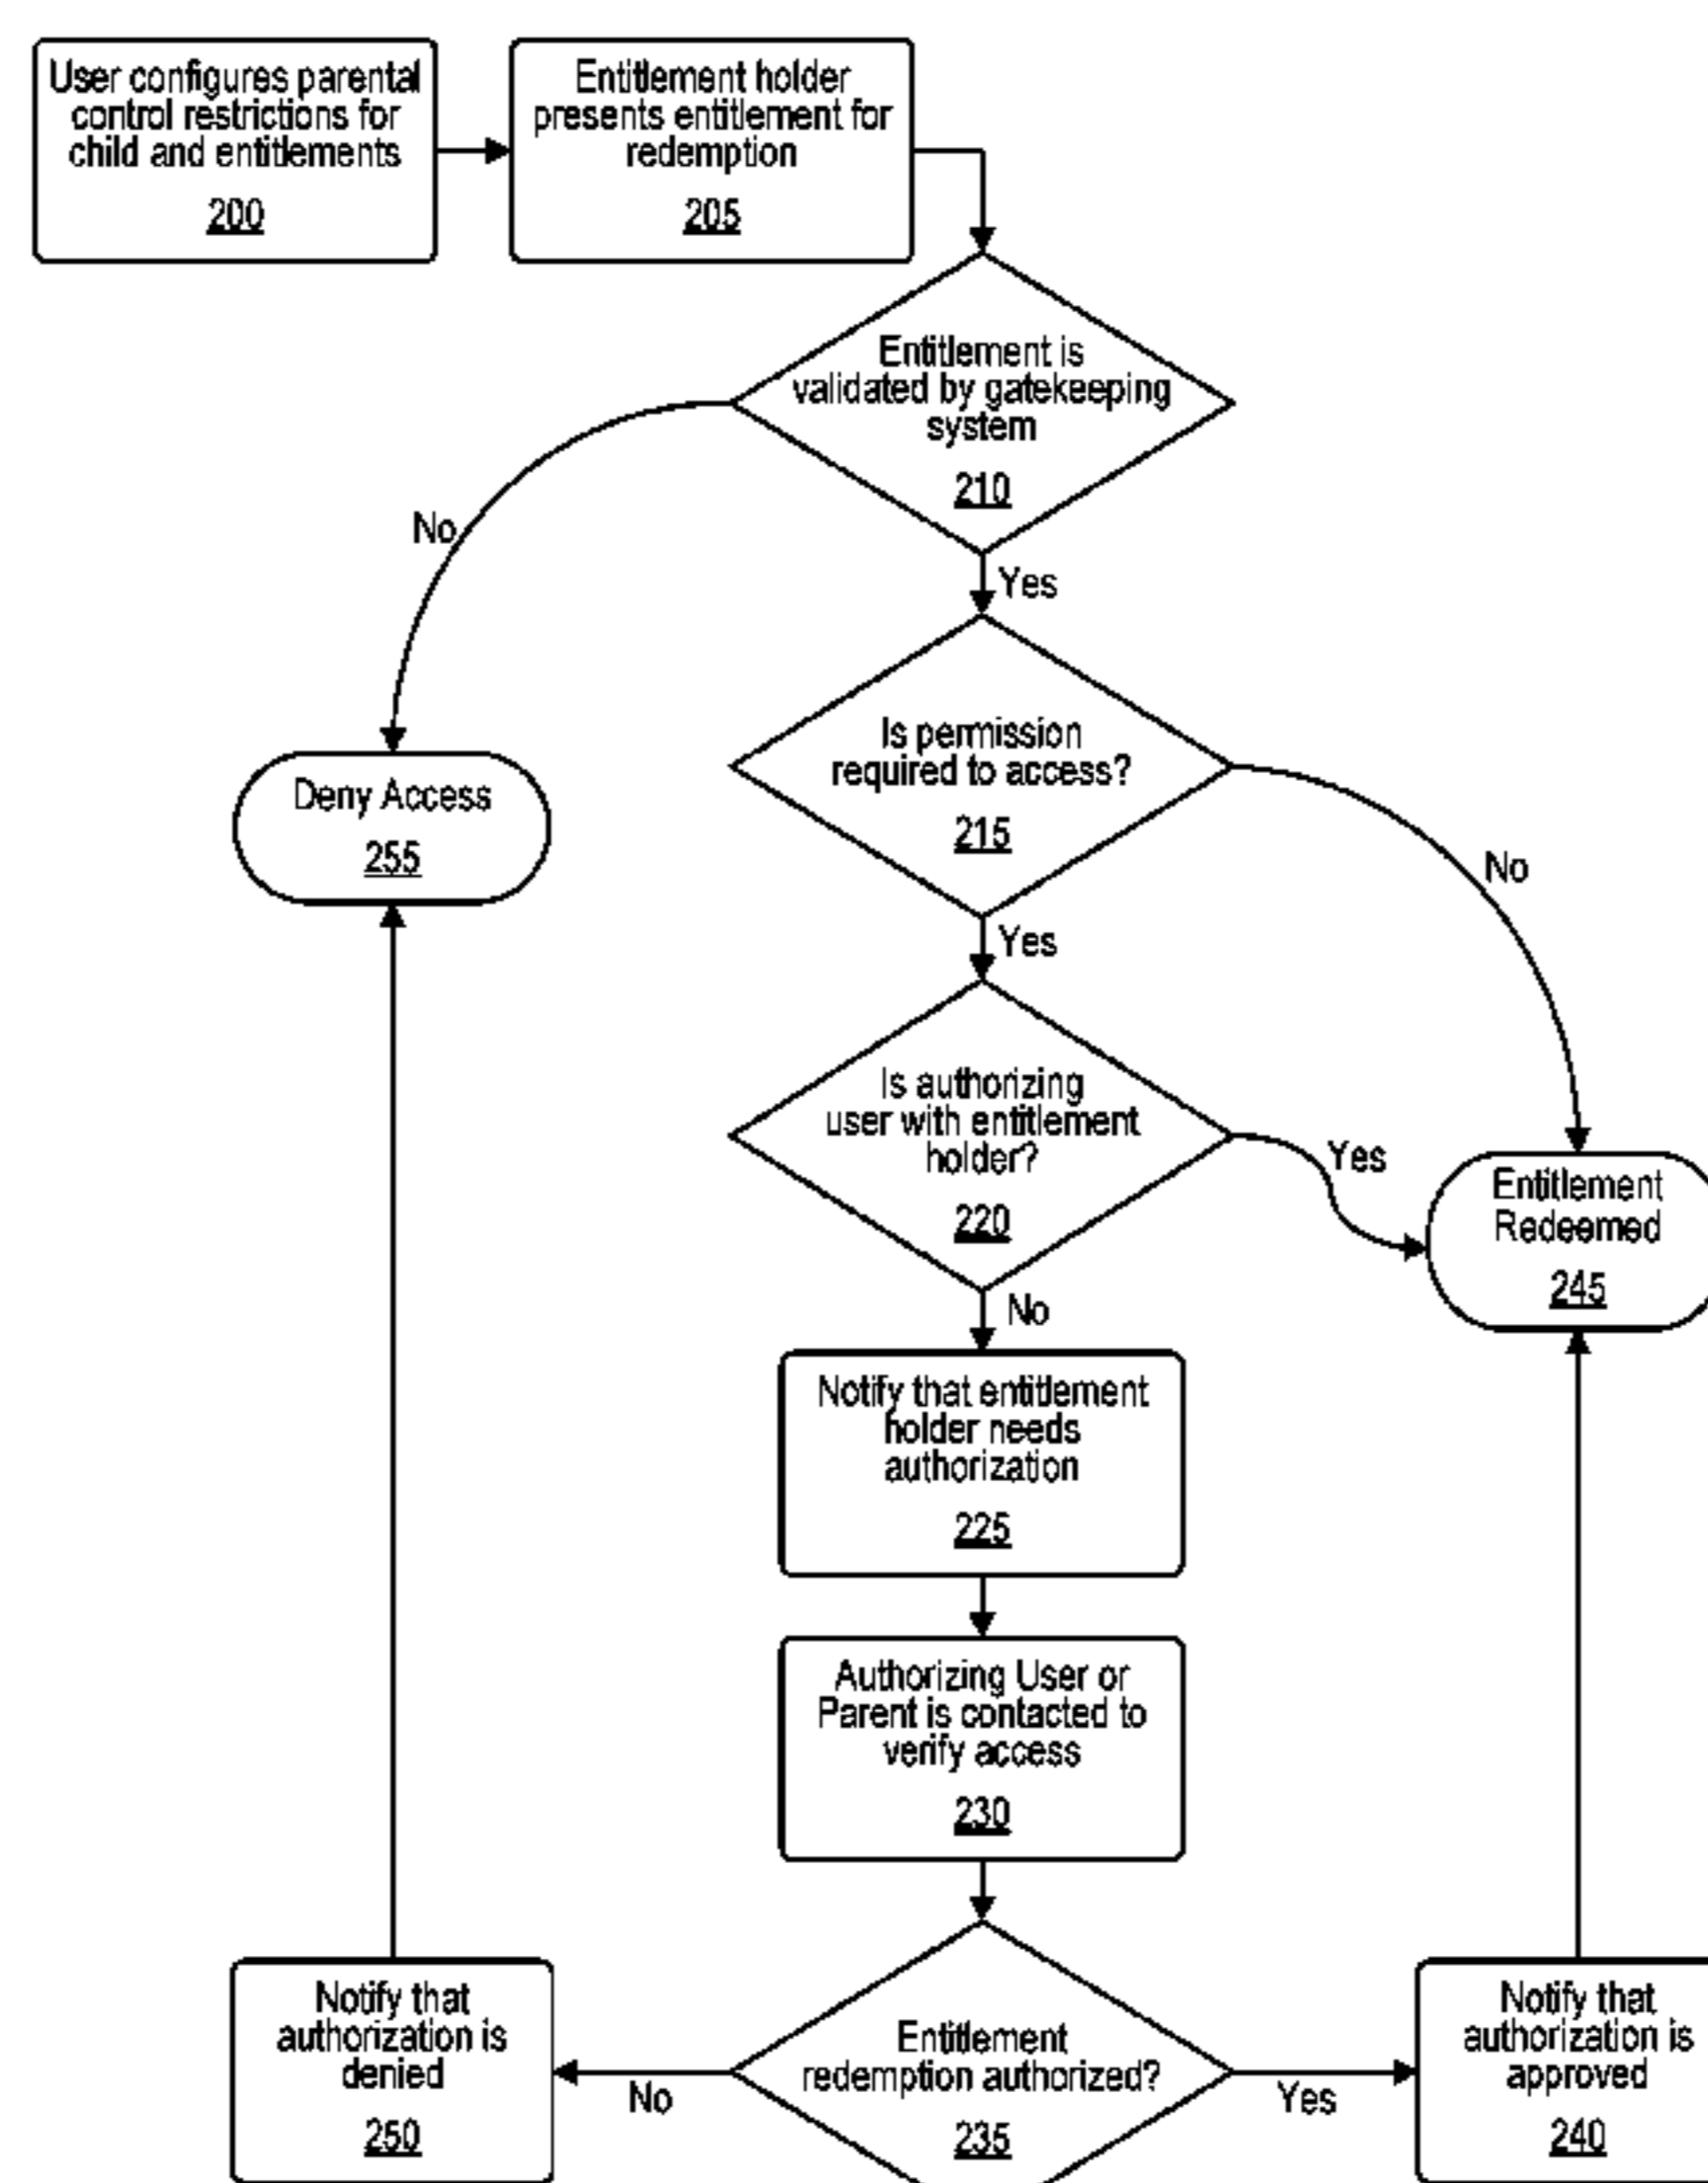 User configures parental
control restrictions for
child and entitlements
200
Entitlement holder
presents entitlement for
redemption
205
Entitlement is
validated by gatekeeping
system
210
No
Yes
Is permission
required to access?
215
Deny Access
255
No
Yes
Is authorizing
user with entitlement
holder?
220
Yes
Entitlement
Redeemed
245
No
Notify that entitlement
holder needs
authorization
225
Authorizing User or
Parent is contacted to
verify access
230
Notify that
authorization is
denied
250
Entitlement
redemption authorized?
235
No
Yes
Notify that
authorization is
approved
240